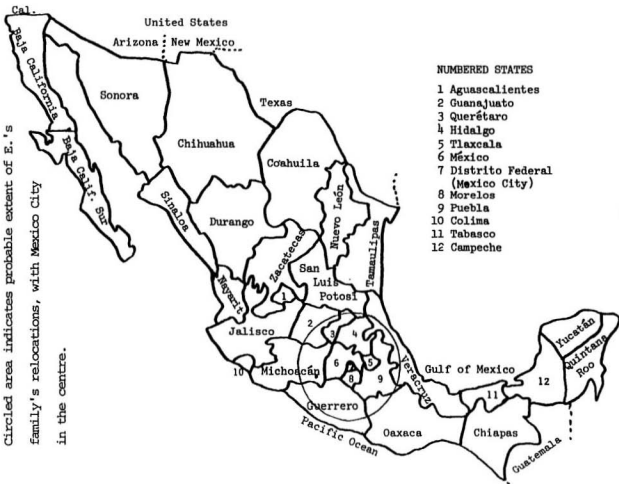 Cal.
United States
Arizona
New Mexico
Baja California
Sonora
Texas
Chihuahua
Coahuila
Baja Calif. Sur
Sinaloa
Durango
Nuevo León
Tamaulipas
Zacatecas
San
Luis
Potosi
Nayarit
1
Jalisco
2
3
4
10
Michoacán
6
5
8
9
Veracruz
Guerrero
Gulf of Mexico
Yucatán
Quintana
Roo
12
11
Pacific Ocean
Oaxaca
Chiapas
Guatemala
NUMBERED STATES
1 Aguascalientes
2 Guanajuato
3 Querétaro
4 Hidalgo
5 Tlaxcala
6 México
7 Distrito Federal
(Mexico City)
8 Morelos
9 Puebla
10 Colima
11 Tabasco
12 Campeche
Circled area indicates probable extent of E.'s
family's relocations, with Mexico City
in the centre.